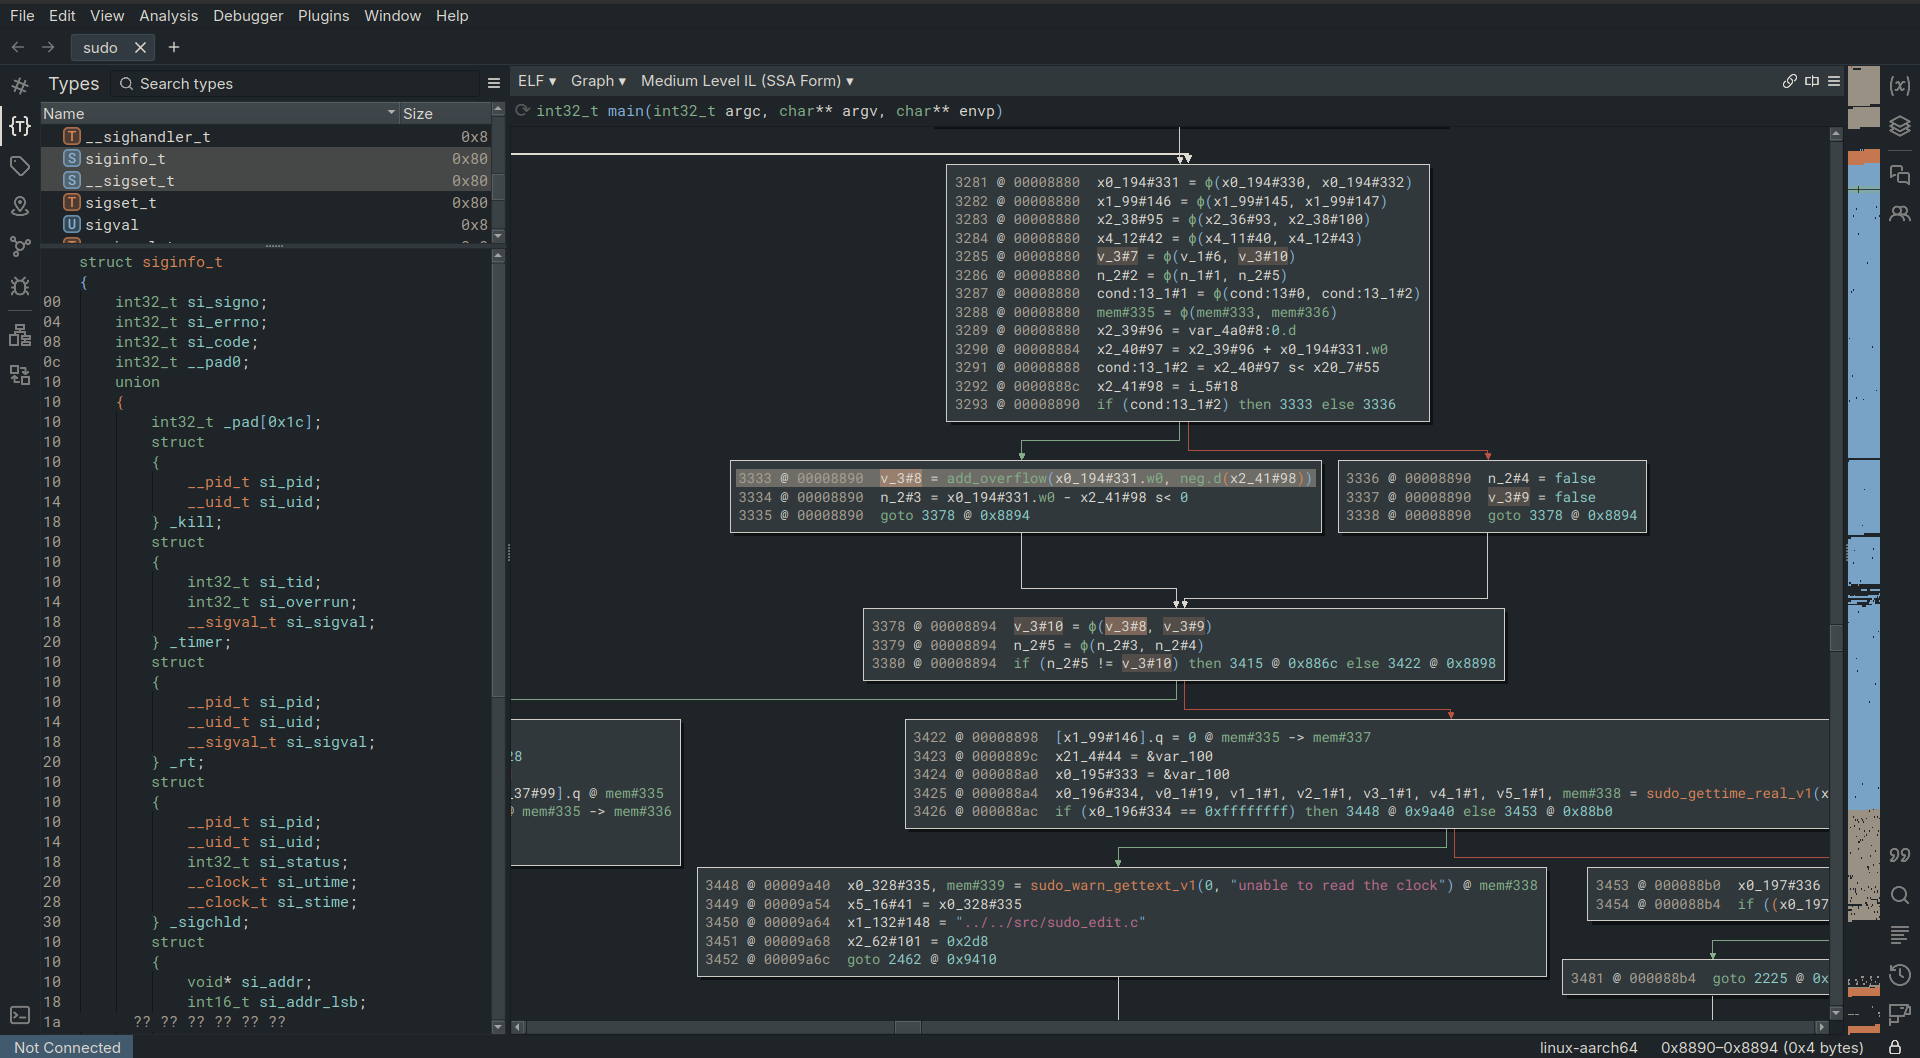 File Edit View Analysis Debugger Plugins Window Help
sudo
Types
Search types
Name Size
__sighandler_t 0x8
siginfo_t 0x80
__sigset_t 0x80
sigset_t 0x80
sigval 0x8
struct siginfo_t
{
00 int32_t si_signo;
04 int32_t si_errno;
08 int32_t si_code;
0c int32_t __pad0;
10 union
10 {
10 int32_t _pad[0x1c];
10 struct
10 {
10 __pid_t si_pid;
14 __uid_t si_uid;
18 } _kill;
10 struct
10 {
10 int32_t si_tid;
14 int32_t si_overrun;
18 __sigval_t si_sigval;
20 } _timer;
10 struct
10 {
10 __pid_t si_pid;
14 __uid_t si_uid;
18 __sigval_t si_sigval;
20 } _rt;
10 struct
10 {
10 __pid_t si_pid;
14 __uid_t si_uid;
18 int32_t si_status;
20 __clock_t si_utime;
28 __clock_t si_stime;
30 } _sigchld;
10 struct
10 {
10 void* si_addr;
18 int16_t si_addr_lsb;
1a ?? ?? ?? ?? ?? ??
ELF ▾ Graph ▾ Medium Level IL (SSA Form) ▾
int32_t main(int32_t argc, char** argv, char** envp)
3281 @ 00008880 x0_194#331 = ϕ(x0_194#330, x0_194#332)
3282 @ 00008880 x1_99#146 = ϕ(x1_99#145, x1_99#147)
3283 @ 00008880 x2_38#95 = ϕ(x2_36#93, x2_38#100)
3284 @ 00008880 x4_12#42 = ϕ(x4_11#40, x4_12#43)
3285 @ 00008880 v_3#7 = ϕ(v_1#6, v_3#10)
3286 @ 00008880 n_2#2 = ϕ(n_1#1, n_2#5)
3287 @ 00008880 cond:13_1#1 = ϕ(cond:13#0, cond:13_1#2)
3288 @ 00008880 mem#335 = ϕ(mem#333, mem#336)
3289 @ 00008880 x2_39#96 = var_4a0#8:0.d
3290 @ 00008884 x2_40#97 = x2_39#96 + x0_194#331.w0
3291 @ 00008888 cond:13_1#2 = x2_40#97 s< x20_7#55
3292 @ 0000888c x2_41#98 = i_5#18
3293 @ 00008890 if (cond:13_1#2) then 3333 else 3336
3333 @ 00008890 v_3#8 = add_overflow(x0_194#331.w0, neg.d(x2_41#98))
3334 @ 00008890 n_2#3 = x0_194#331.w0 - x2_41#98 s< 0
3335 @ 00008890 goto 3378 @ 0x8894
3336 @ 00008890 n_2#4 = false
3337 @ 00008890 v_3#9 = false
3338 @ 00008890 goto 3378 @ 0x8894
3378 @ 00008894 v_3#10 = ϕ(v_3#8, v_3#9)
3379 @ 00008894 n_2#5 = ϕ(n_2#3, n_2#4)
3380 @ 00008894 if (n_2#5 != v_3#10) then 3415 @ 0x886c else 3422 @ 0x8898
28
_37#99].q @ mem#335
@ mem#335 -> mem#336
3422 @ 00008898 [x1_99#146].q = 0 @ mem#335 -> mem#337
3423 @ 0000889c x21_4#44 = &var_100
3424 @ 000088a0 x0_195#333 = &var_100
3425 @ 000088a4 x0_196#334, v0_1#19, v1_1#1, v2_1#1, v3_1#1, v4_1#1, v5_1#1, mem#338 = sudo_gettime_real_v1(x
3426 @ 000088ac if (x0_196#334 == 0xffffffff) then 3448 @ 0x9a40 else 3453 @ 0x88b0
3448 @ 00009a40 x0_328#335, mem#339 = sudo_warn_gettext_v1(0, "unable to read the clock") @ mem#338
3449 @ 00009a54 x5_16#41 = x0_328#335
3450 @ 00009a64 x1_132#148 = "../../src/sudo_edit.c"
3451 @ 00009a68 x2_62#101 = 0x2d8
3452 @ 00009a6c goto 2462 @ 0x9410
3453 @ 000088b0 x0_197#336
3454 @ 000088b4 if ((x0_197
3481 @ 000088b4 goto 2225 @ 0x
Not Connected
linux-aarch64 0x8890–0x8894 (0x4 bytes)